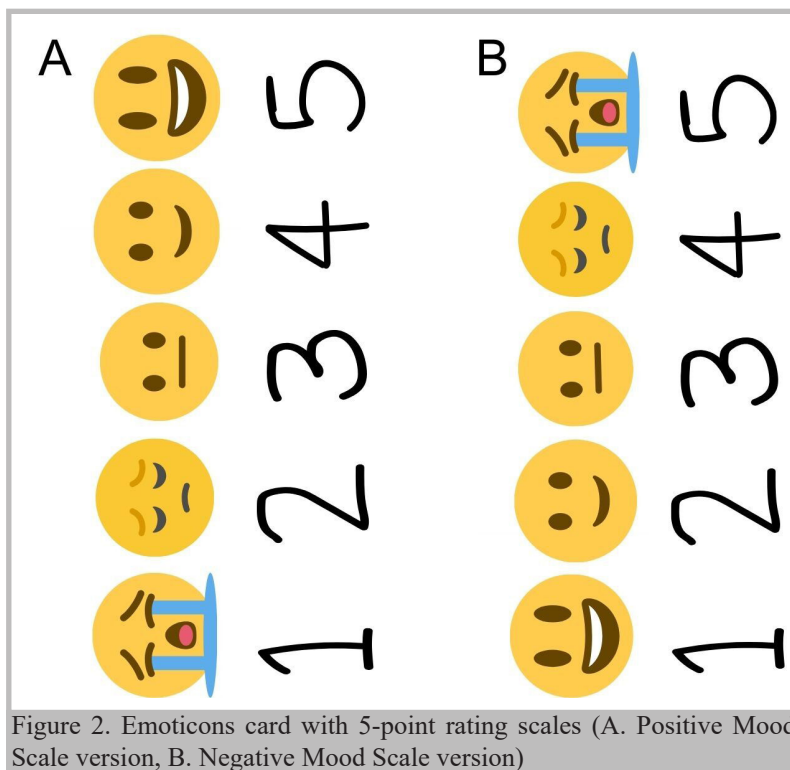 A
B
5
5
4
4
3
3
2
2
1
1
Figure 2. Emoticons card with 5-point rating scales (A. Positive Mood
Scale version, B. Negative Mood Scale version)